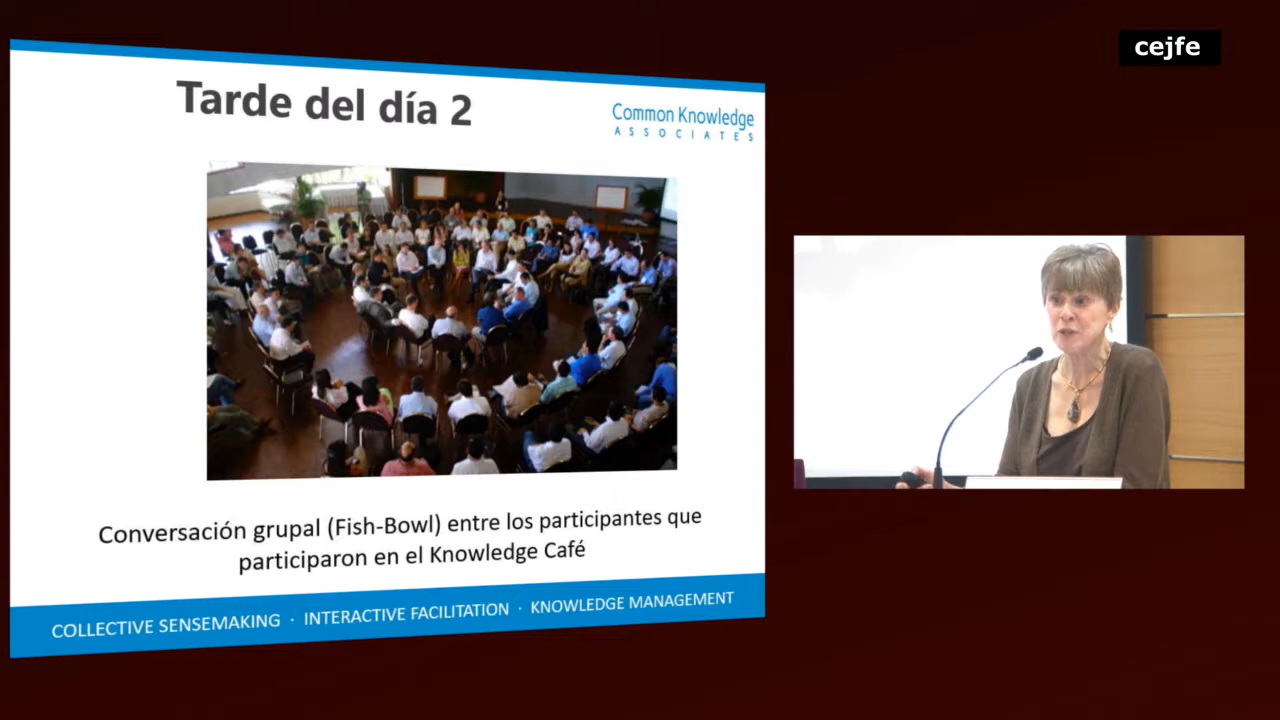 cejfe
Tarde del día 2
Common Knowledge
ASSOCIATES
Conversación grupal (Fish-Bowl) entre los participantes que
participaron en el Knowledge Café
COLLECTIVE SENSEMAKING · INTERACTIVE FACILITATION · KNOWLEDGE MANAGEMENT